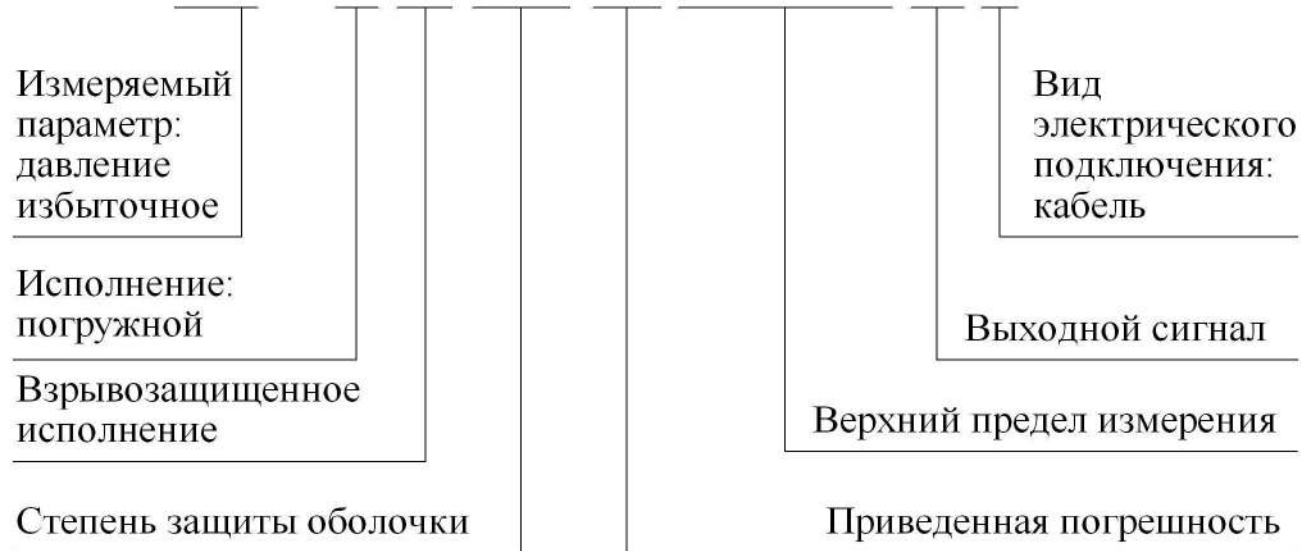 Измеряемый
параметр:
давление
избыточное
Вид
электрического
подключения:
кабель
Исполнение:
погружной
Выходной сигнал
Взрывозащищенное
исполнение
Верхний предел измерения
Степень защиты оболочки
Приведенная погрешность